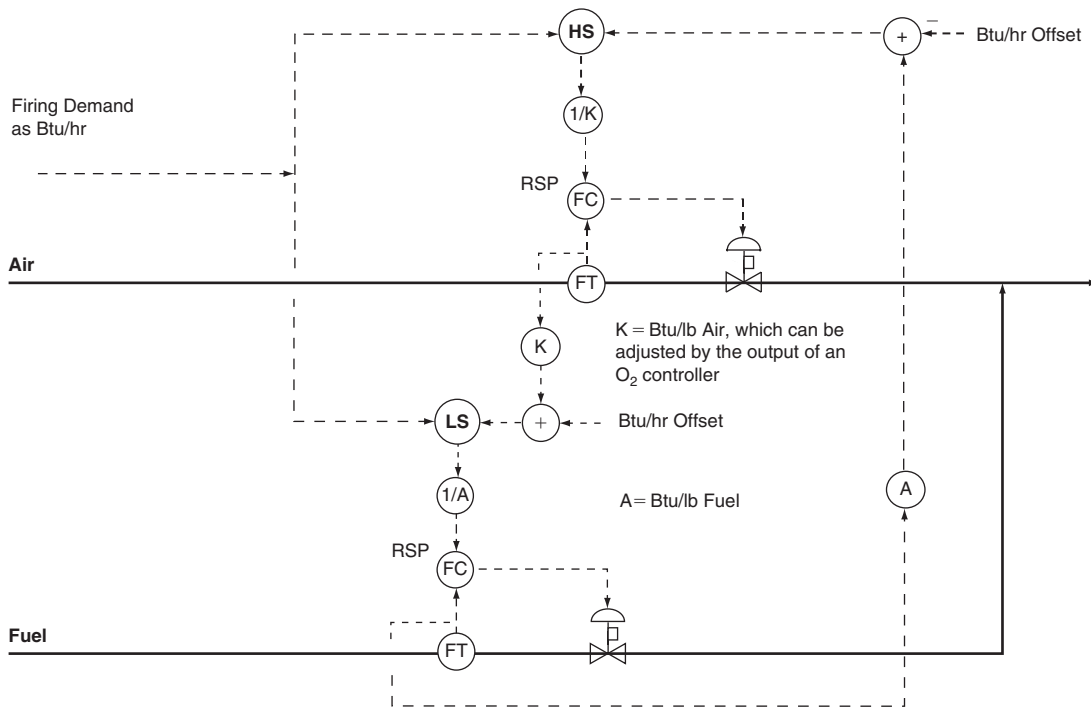 HS
+
−
Btu/hr Offset
Firing Demand
as Btu/hr
1/K
RSP
FC
Air
FT
K
K = Btu/lb Air, which can be
adjusted by the output of an
O₂ controller
LS
+
Btu/hr Offset
1/A
A= Btu/lb Fuel
A
RSP
FC
Fuel
FT